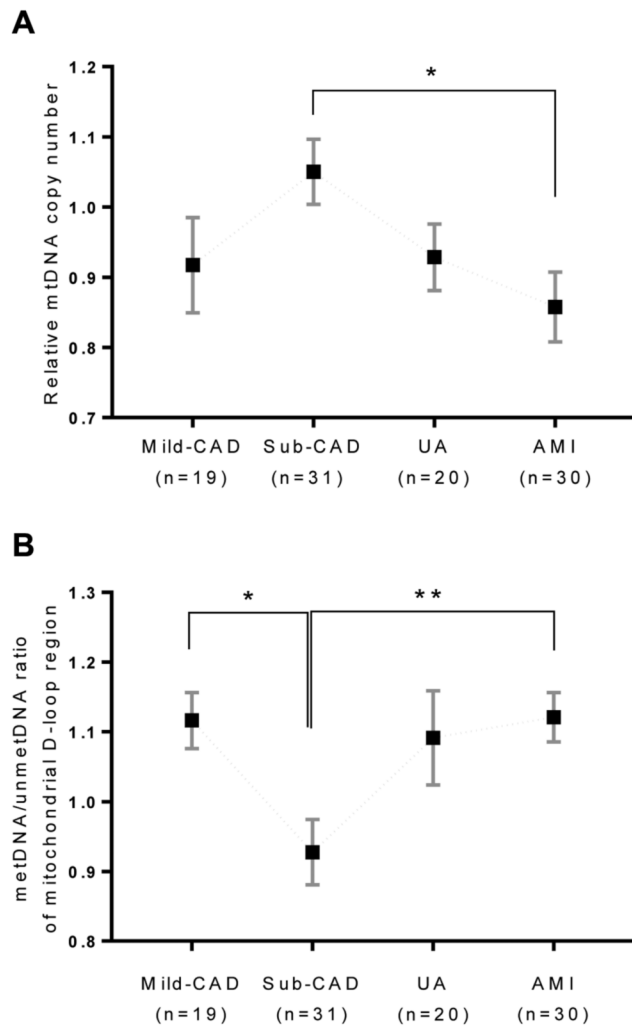 A
Relative mtDNA copy number
1.2
1.1
1.0
0.9
0.8
0.7
*
Mild-CAD Sub-CAD UA AMI
(n=19) (n=31) (n=20) (n=30)
B
metDNA/unmetDNA ratio
of mitochondrial D-loop region
1.3
1.2
1.1
1.0
0.9
0.8
* **
Mild-CAD Sub-CAD UA AMI
(n=19) (n=31) (n=20) (n=30)